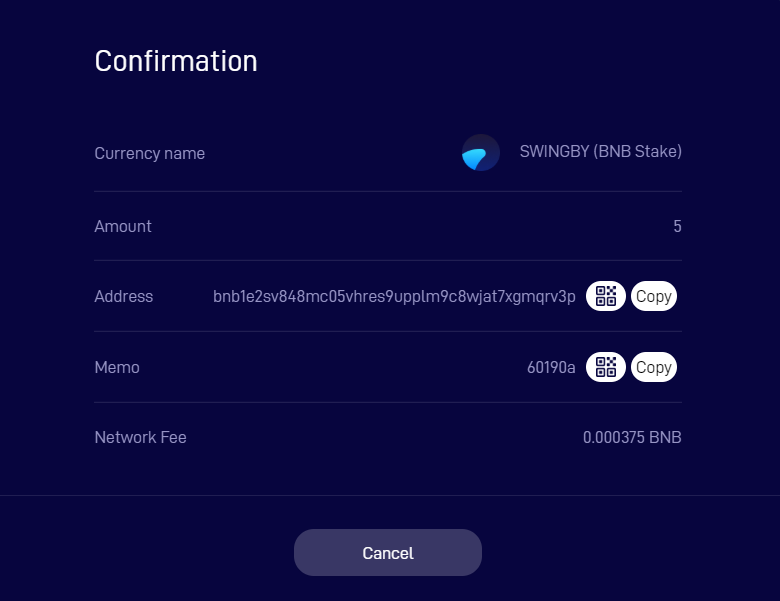 Confirmation
Currency name SWINGBY (BNB Stake)
Amount 5
Address bnb1e2sv848mc05vhres9upplm9c8wjat7xgmqrv3p Copy
Memo 60190a Copy
Network Fee 0.000375 BNB
Cancel